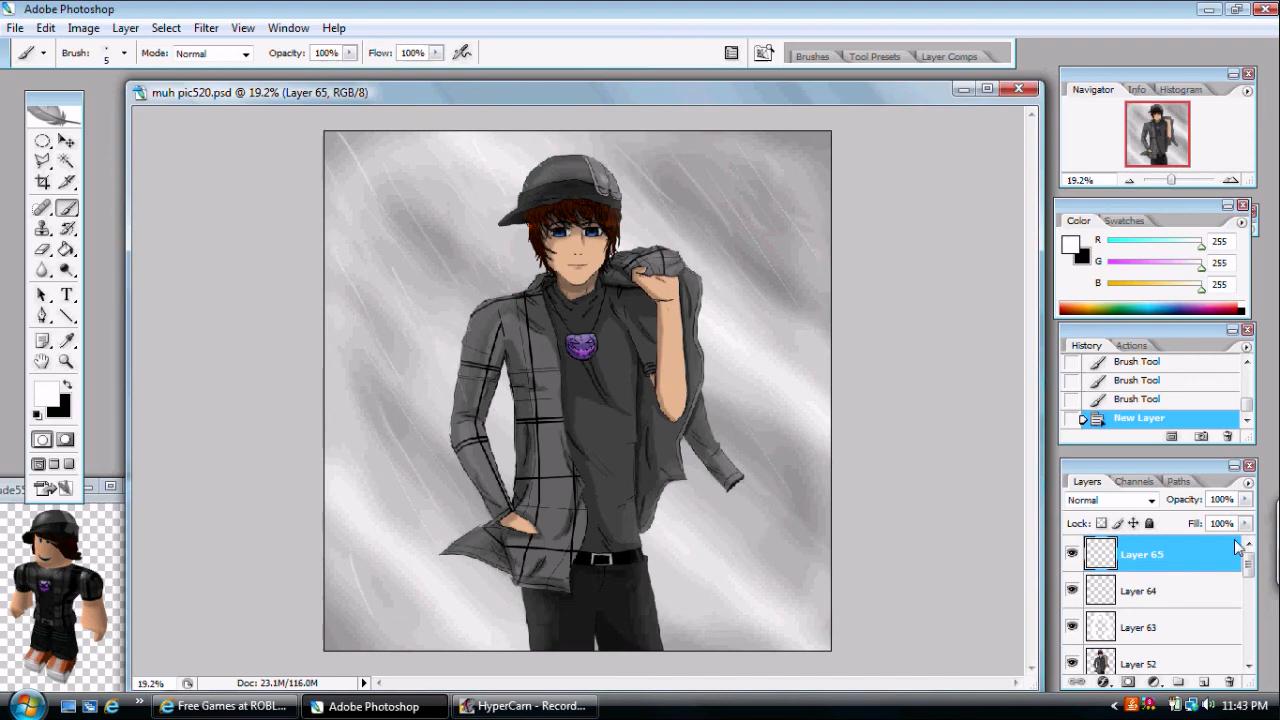 Adobe Photoshop
File Edit Image Layer Select Filter View Window Help
Brush: 5 Mode: Normal Opacity: 100% Flow: 100% Brushes Tool Presets Layer Comps
muh pic520.psd @ 19.2% (Layer 65, RGB/8)
Navigator Info Histogram
19.2%
Color Swatches
R 255
G 255
B 255
History Actions
Brush Tool
Brush Tool
Brush Tool
New Layer
Layers Channels Paths
Normal Opacity: 100%
Lock: Fill: 100%
Layer 65
Layer 64
Layer 63
Layer 52
ade55
19.2% Doc: 23.1M/116.0M
Free Games at ROBL... Adobe Photoshop HyperCam - Record... 11:43 PM